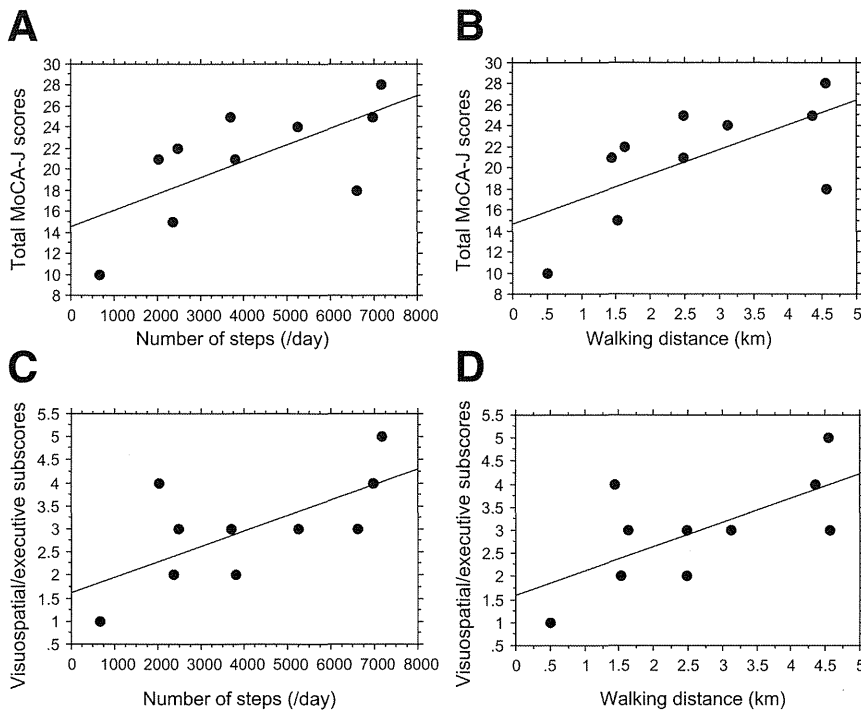 A
Total MoCA-J scores
30
28
26
24
22
20
18
16
14
12
10
8
0 1000 2000 3000 4000 5000 6000 7000 8000
Number of steps (/day)
B
Total MoCA-J scores
30
28
26
24
22
20
18
16
14
12
10
8
0 .5 1 1.5 2 2.5 3 3.5 4 4.5 5
Walking distance (km)
C
Visuospatial/executive subscores
5.5
5
4.5
4
3.5
3
2.5
2
1.5
1
.5
0 1000 2000 3000 4000 5000 6000 7000 8000
Number of steps (/day)
D
Visuospatial/executive subscores
5.5
5
4.5
4
3.5
3
2.5
2
1.5
1
.5
0 .5 1 1.5 2 2.5 3 3.5 4 4.5 5
Walking distance (km)